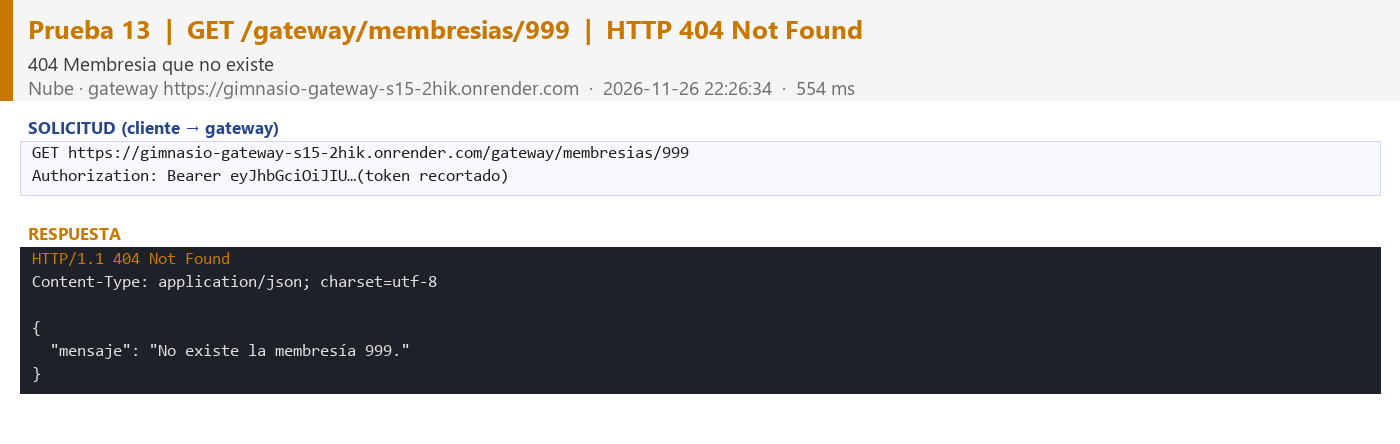 Prueba 13 | GET /gateway/membresias/999 | HTTP 404 Not Found
404 Membresia que no existe
Nube · gateway https://gimnasio-gateway-s15-2hik.onrender.com · 2026-11-26 22:26:34 · 554 ms
SOLICITUD (cliente → gateway)
GET https://gimnasio-gateway-s15-2hik.onrender.com/gateway/membresias/999
Authorization: Bearer eyJhbGciOiJIU…(token recortado)
RESPUESTA
HTTP/1.1 404 Not Found
Content-Type: application/json; charset=utf-8
{
  "mensaje": "No existe la membresía 999."
}